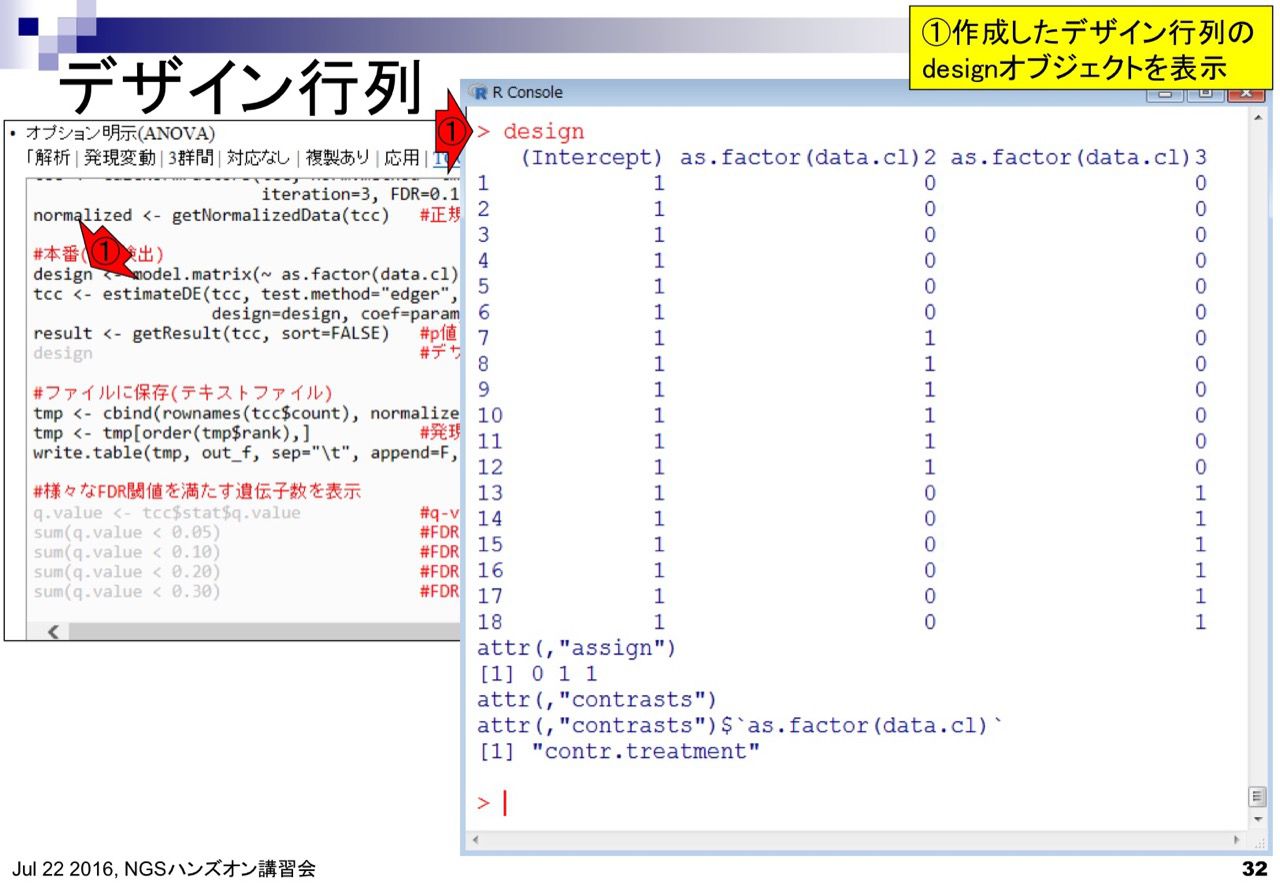 ①作成したデザイン行列の
designオブジェクトを表示
デザイン行列
• オプション明示(ANOVA)
「解析 | 発現変動 | 3群間 | 対応なし | 複製あり | 応用 |
iteration=3, FDR=0.1
normalized <- getNormalizedData(tcc) #正規
①
#本番(検出)
design <- model.matrix(~ as.factor(data.cl)
tcc <- estimateDE(tcc, test.method="edger",
design=design, coef=param
result <- getResult(tcc, sort=FALSE) #p値
design #デザ
#ファイルに保存(テキストファイル)
tmp <- cbind(rownames(tcc$count), normalize
tmp <- tmp[order(tmp$rank),] #発現
write.table(tmp, out_f, sep="\t", append=F,
#様々なFDR閾値を満たす遺伝子数を表示
q.value <- tcc$stat$q.value #q-v
sum(q.value < 0.05) #FDR
sum(q.value < 0.10) #FDR
sum(q.value < 0.20) #FDR
sum(q.value < 0.30) #FDR
R Console
①
> design
(Intercept) as.factor(data.cl)2 as.factor(data.cl)3
1 1 0 0
2 1 0 0
3 1 0 0
4 1 0 0
5 1 0 0
6 1 0 0
7 1 1 0
8 1 1 0
9 1 1 0
10 1 1 0
11 1 1 0
12 1 1 0
13 1 0 1
14 1 0 1
15 1 0 1
16 1 0 1
17 1 0 1
18 1 0 1
attr(,"assign")
[1] 0 1 1
attr(,"contrasts")
attr(,"contrasts")$`as.factor(data.cl)`
[1] "contr.treatment"
>
Jul 22 2016, NGSハンズオン講習会
32